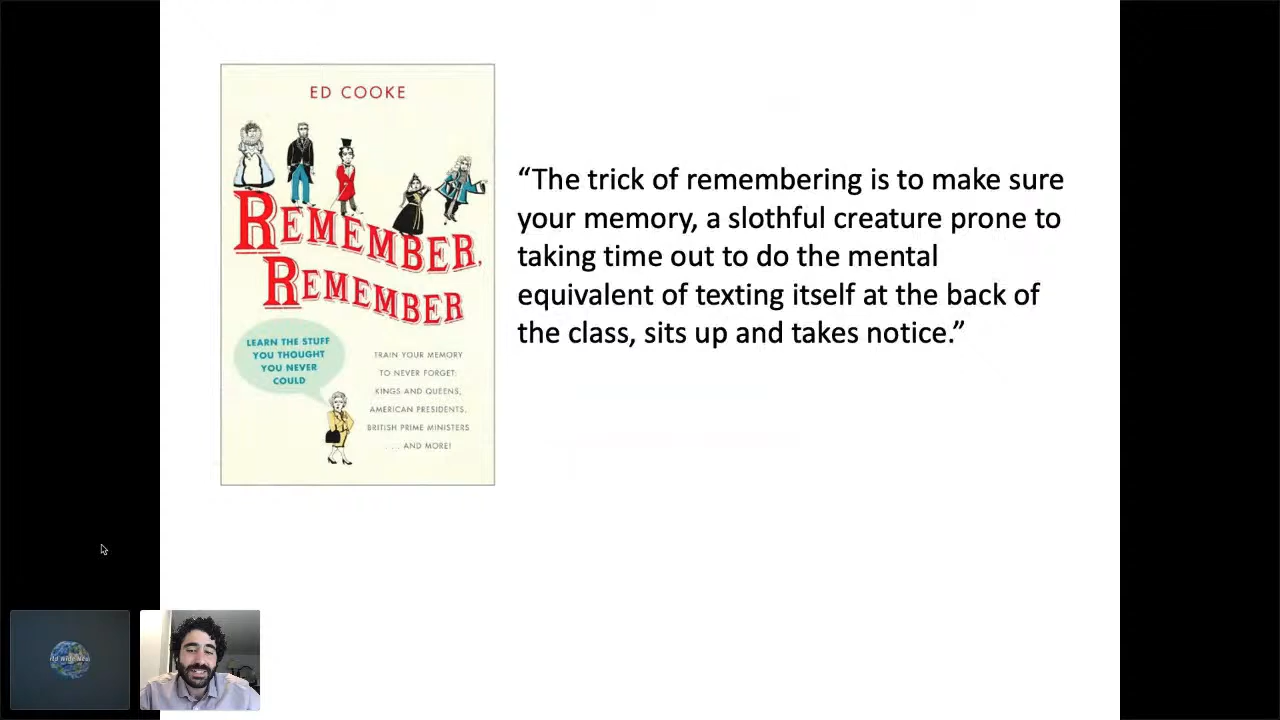 ED COOKE
REMEMBER,
REMEMBER
LEARN THE STUFF
YOU THOUGHT
YOU NEVER
COULD
TRAIN YOUR MEMORY
TO NEVER FORGET:
KINGS AND QUEENS,
AMERICAN PRESIDENTS,
BRITISH PRIME MINISTERS
. . . AND MORE!
“The trick of remembering is to make sure
your memory, a slothful creature prone to
taking time out to do the mental
equivalent of texting itself at the back of
the class, sits up and takes notice.”